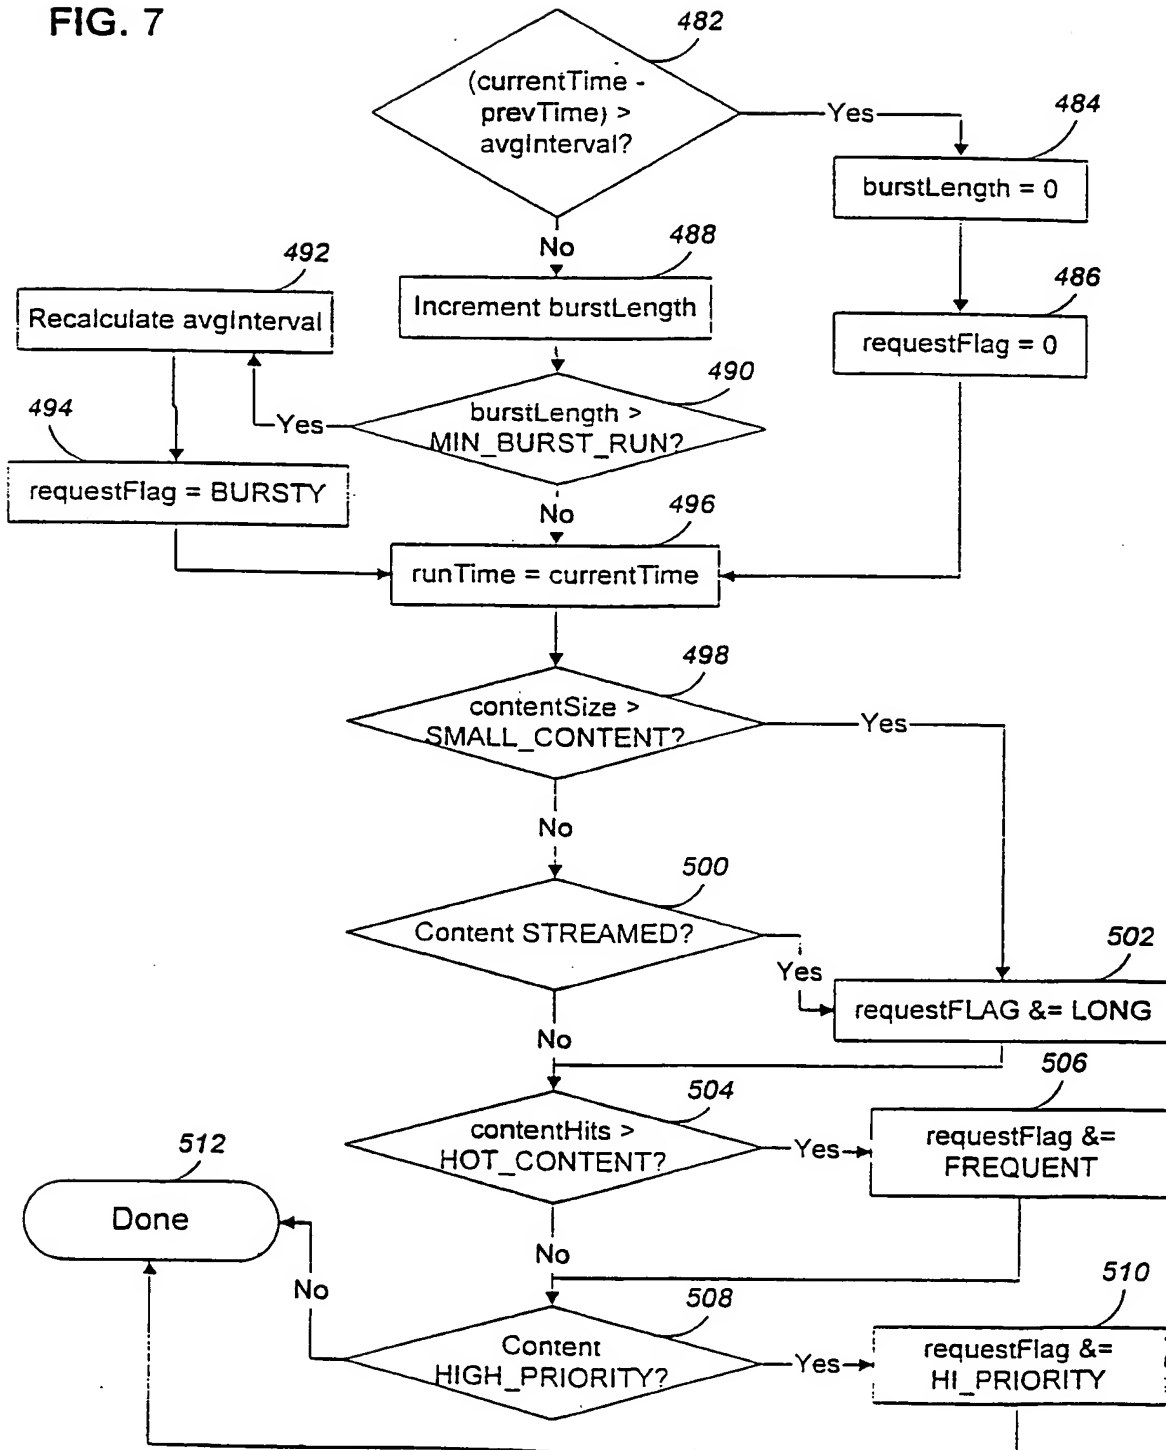 FIG. 7
482
(currentTime -
prevTime) >
avgInterval?
Yes
484
burstLength = 0
No
488
492
Increment burstLength
486
Recalculate avgInterval
requestFlag = 0
490
burstLength >
MIN_BURST_RUN?
Yes
494
requestFlag = BURSTY
No
496
runTime = currentTime
498
contentSize >
SMALL_CONTENT?
Yes
No
500
Content STREAMED?
Yes
502
requestFLAG &= LONG
No
504
506
contentHits >
HOT_CONTENT?
Yes
requestFlag &=
FREQUENT
512
Done
No
No
508
510
Content
HIGH_PRIORITY?
Yes
requestFlag &=
HI_PRIORITY